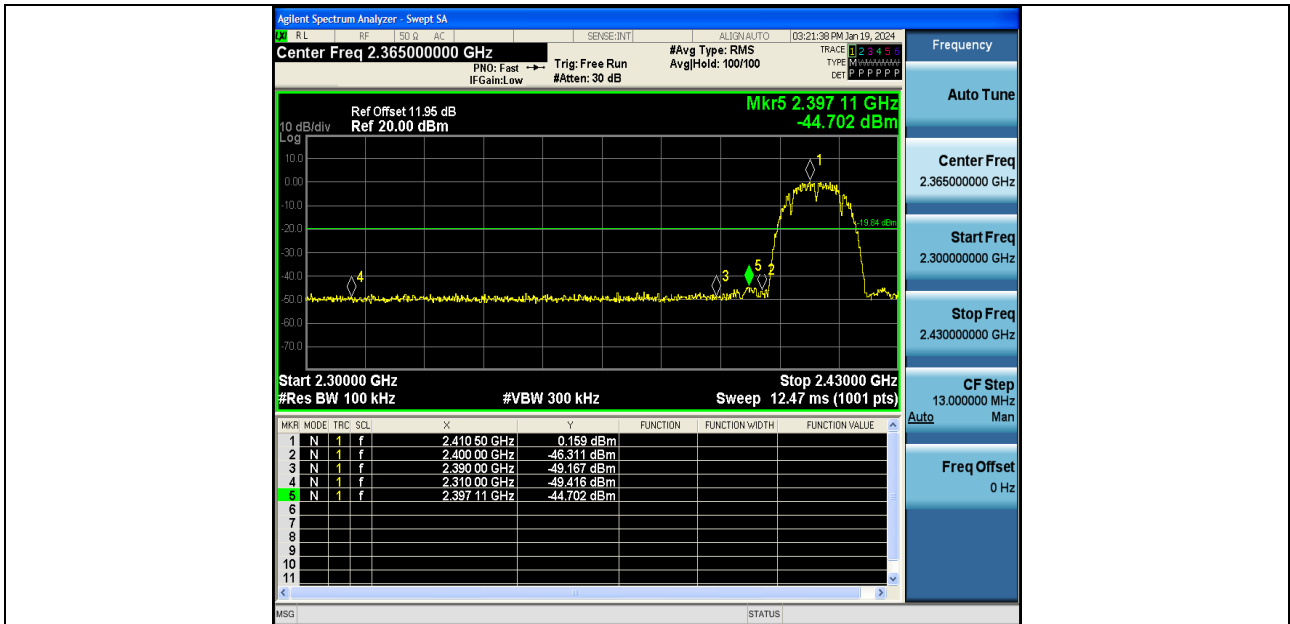 Agilent Spectrum Analyzer - Swept SA
LXI RL RF 50 Ω AC SENSE:INT ALIGN AUTO 03:21:38 PM Jan 19, 2024
Center Freq 2.365000000 GHz
PNO: Fast
IFGain:Low
Trig: Free Run
#Atten: 30 dB
#Avg Type: RMS
Avg|Hold: 100/100
TRACE 1 2 3 4 5 6
TYPE M
DET P P P P P P
Mkr5 2.397 11 GHz
-44.702 dBm
Ref Offset 11.95 dB
10 dB/div Ref 20.00 dBm
Log
10.0
0.00
-10.0
-20.0
-30.0
-40.0
-50.0
-60.0
-70.0
1
-19.84 dBm
4
3
5
2
Start 2.30000 GHz Stop 2.43000 GHz
#Res BW 100 kHz #VBW 300 kHz Sweep 12.47 ms (1001 pts)
MKR MODE TRC SCL X Y FUNCTION FUNCTION WIDTH FUNCTION VALUE
1 N 1 f 2.410 50 GHz 0.159 dBm
2 N 1 f 2.400 00 GHz -46.311 dBm
3 N 1 f 2.390 00 GHz -49.167 dBm
4 N 1 f 2.310 00 GHz -49.416 dBm
5 N 1 f 2.397 11 GHz -44.702 dBm
6
7
8
9
10
11
MSG STATUS
Frequency
Auto Tune
Center Freq
2.365000000 GHz
Start Freq
2.300000000 GHz
Stop Freq
2.430000000 GHz
CF Step
13.000000 MHz
Auto Man
Freq Offset
0 Hz